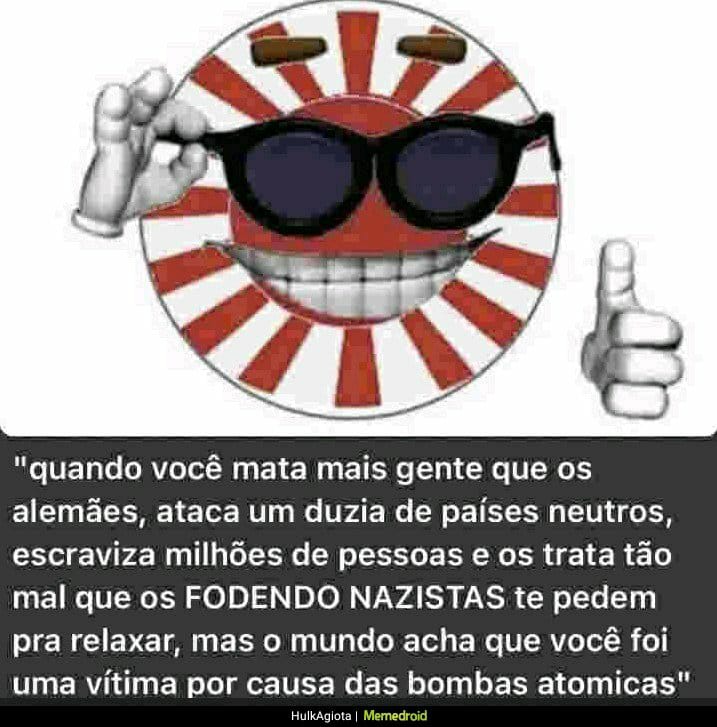 "quando você mata mais gente que os
alemães, ataca um duzia de países neutros,
escraviza milhões de pessoas e os trata tão
mal que os FODENDO NAZISTAS te pedem
pra relaxar, mas o mundo acha que você foi
uma vítima por causa das bombas atomicas"
HulkAgiota | Memedroid